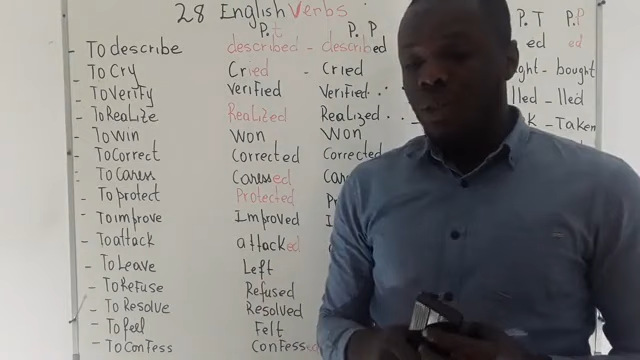 28 English Verbs
P.t P.P P.T P.P
- To describe described - described ed ed
- To Cry Cried - Cried ght - bought
- To Verify Verified Verified.. lled - lled
- To Realize Realized Realized.. K - Taken
- To Win Won Won
- To Correct Corrected Corrected
- To Caress Caressed
- To protect Protected
- To improve Improved
- To attack attacked
- To Leave Left
- To Refuse Refused
- To Resolve Resolved
- To feel Felt
- To Confess Confessed